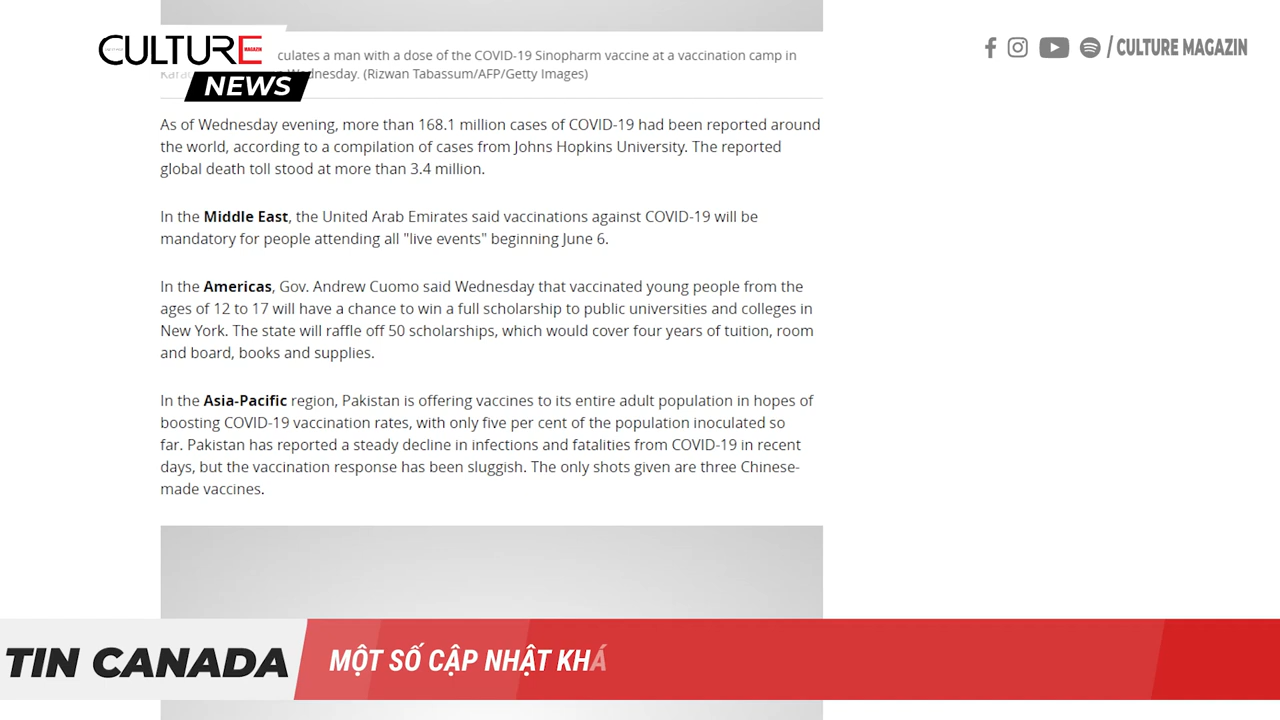 CULTURE
MAGAZIN
NEWS
/ CULTURE MAGAZIN
culates a man with a dose of the COVID-19 Sinopharm vaccine at a vaccination camp in
Wednesday. (Rizwan Tabassum/AFP/Getty Images)
As of Wednesday evening, more than 168.1 million cases of COVID-19 had been reported around
the world, according to a compilation of cases from Johns Hopkins University. The reported
global death toll stood at more than 3.4 million.
In the Middle East, the United Arab Emirates said vaccinations against COVID-19 will be
mandatory for people attending all "live events" beginning June 6.
In the Americas, Gov. Andrew Cuomo said Wednesday that vaccinated young people from the
ages of 12 to 17 will have a chance to win a full scholarship to public universities and colleges in
New York. The state will raffle off 50 scholarships, which would cover four years of tuition, room
and board, books and supplies.
In the Asia-Pacific region, Pakistan is offering vaccines to its entire adult population in hopes of
boosting COVID-19 vaccination rates, with only five per cent of the population inoculated so
far. Pakistan has reported a steady decline in infections and fatalities from COVID-19 in recent
days, but the vaccination response has been sluggish. The only shots given are three Chinese-
made vaccines.
TIN CANADA
MỘT SỐ CẬP NHẬT KHÁ